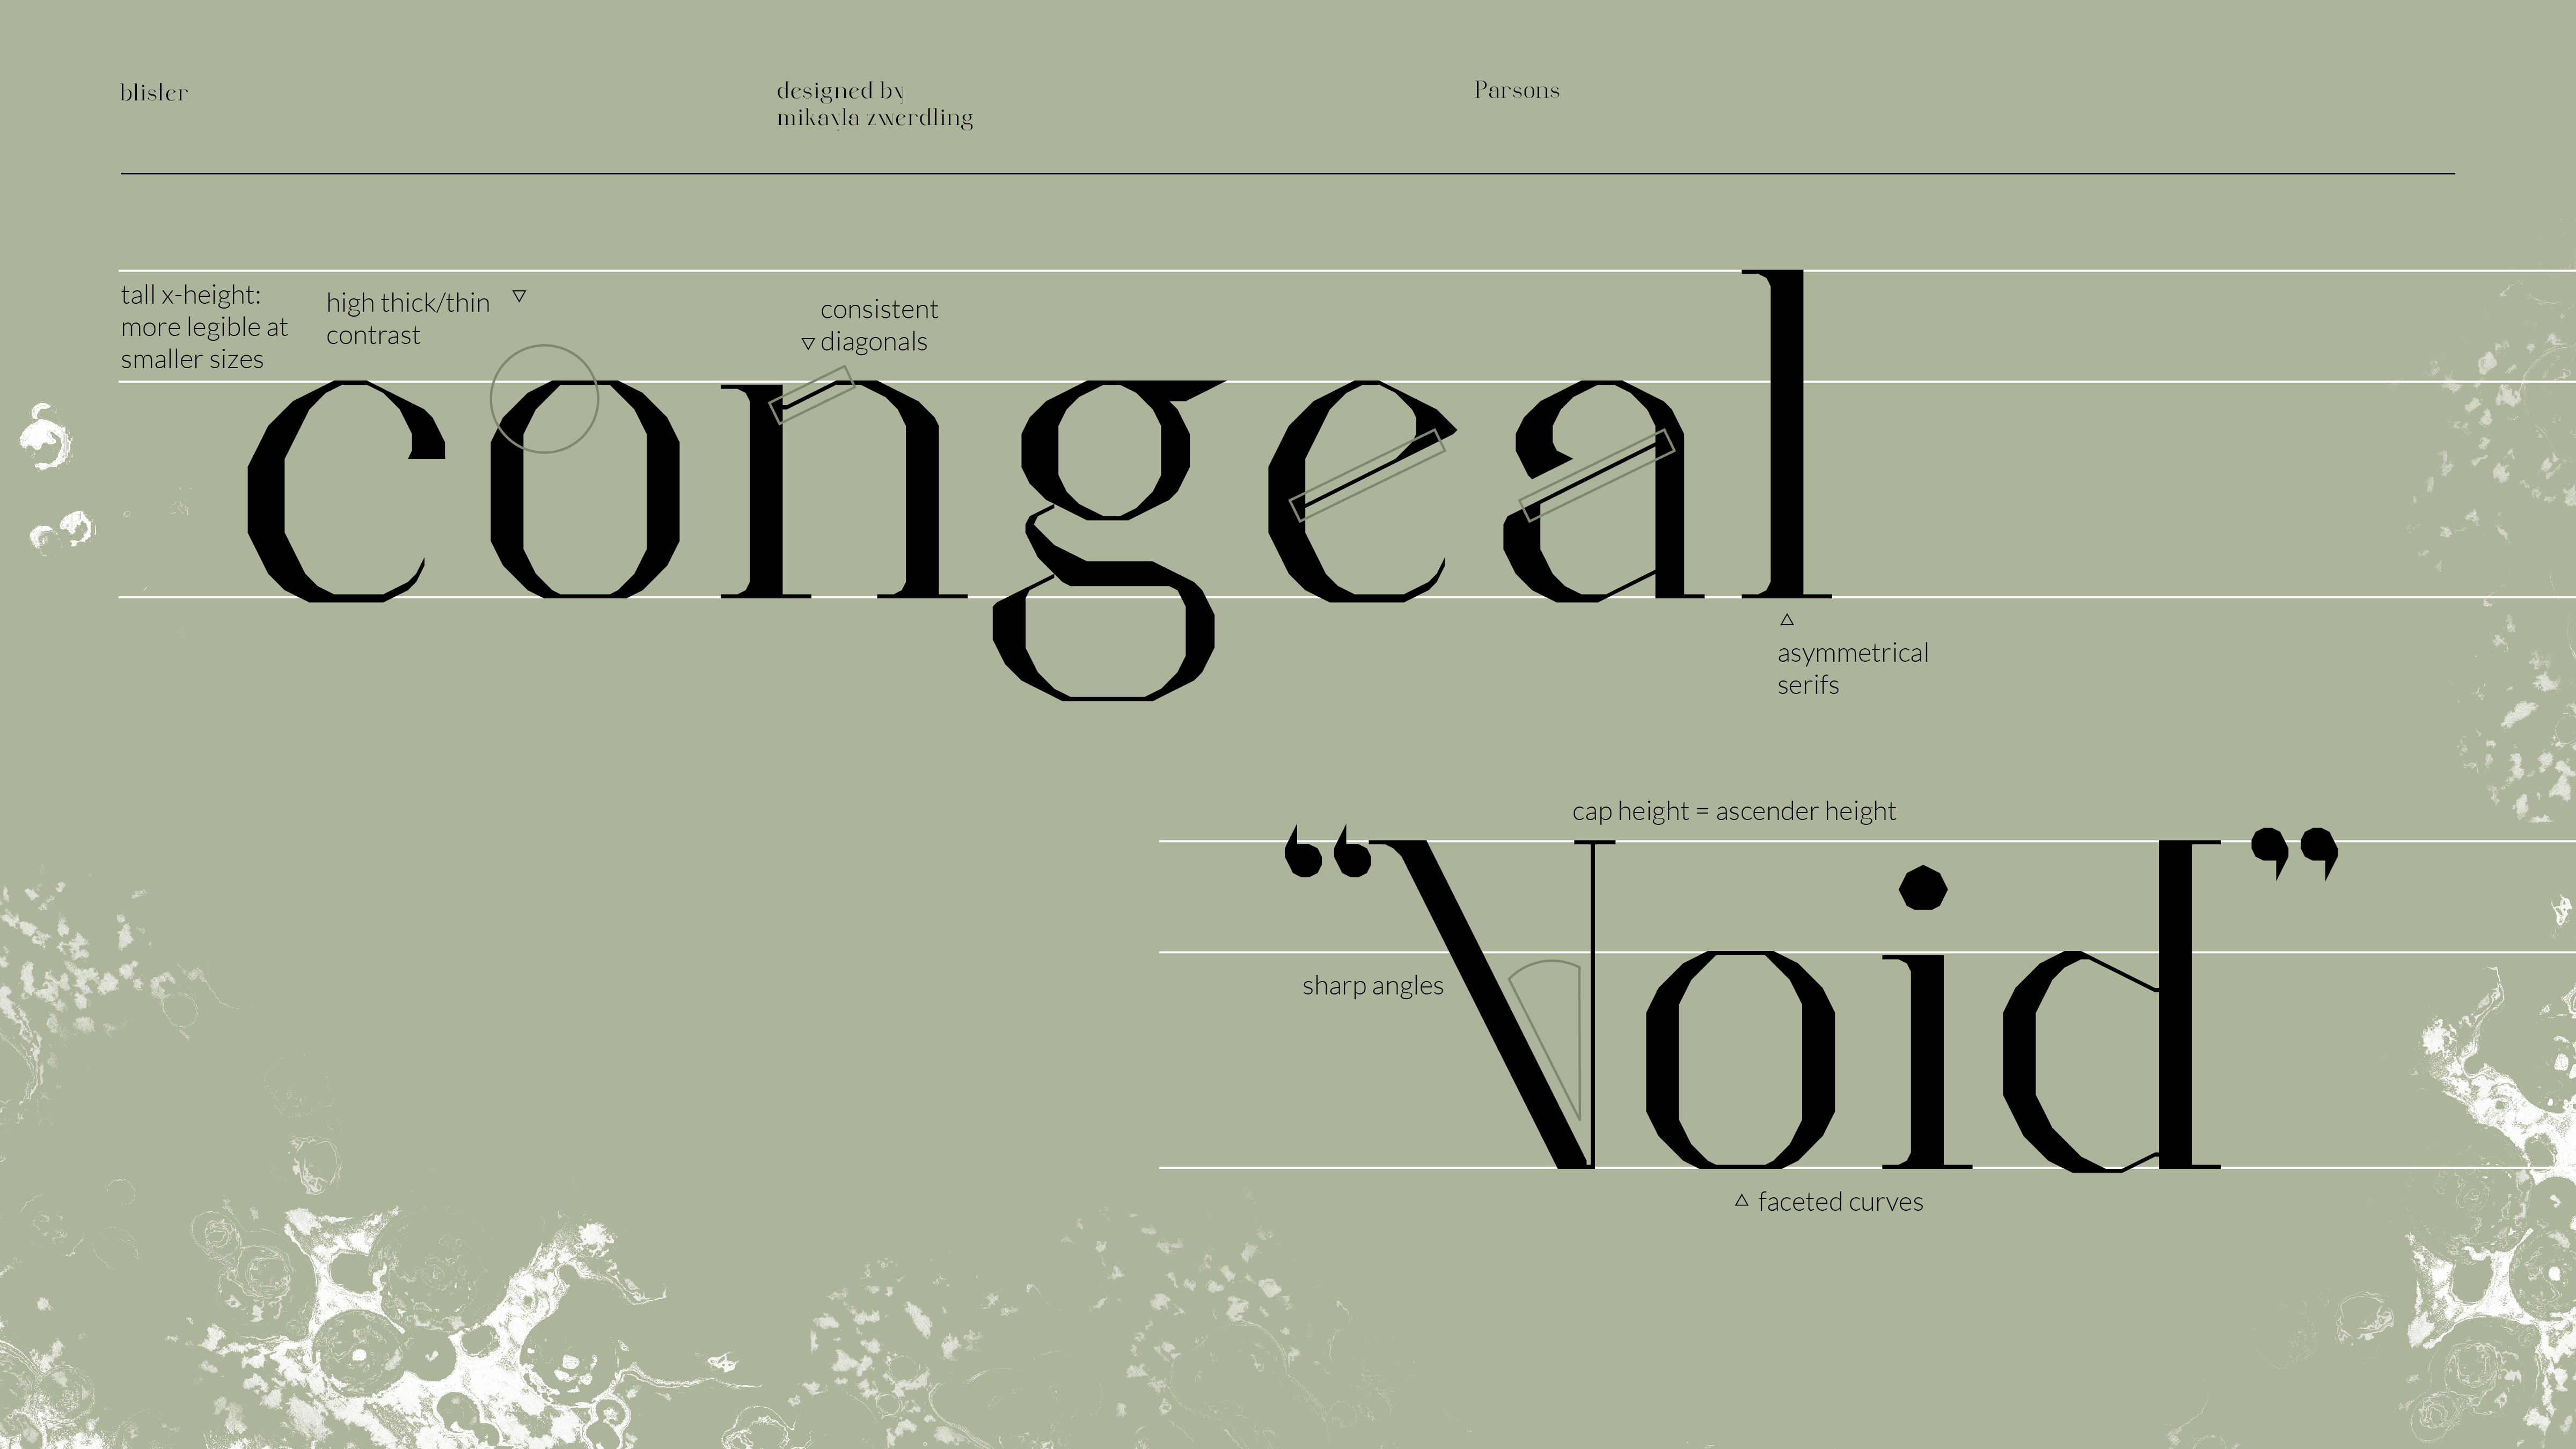 blister
designed by
mikayla zwerdling
Parsons
tall x-height:
more legible at
smaller sizes
high thick/thin
contrast
consistent
diagonals
congeal
asymmetrical
serifs
cap height = ascender height
“Void”
sharp angles
faceted curves